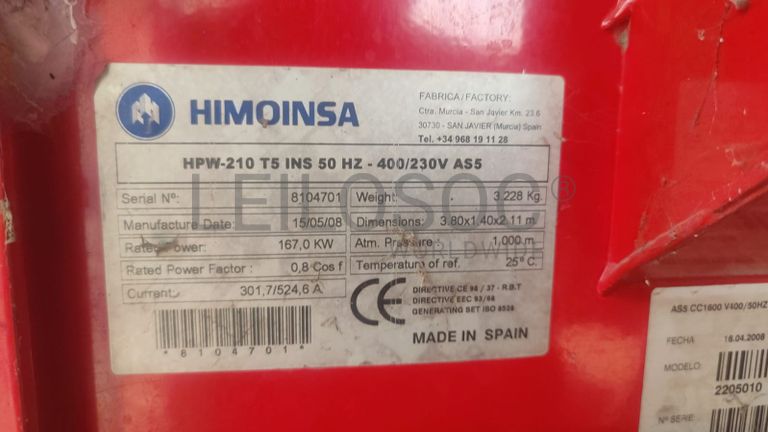 HIMOINSA
FABRICA/FACTORY:
Ctra. Murcia - San Javier Km. 23.6
30730 - SAN JAVIER (Murcia) Spain
Tel. +34 968 19 11 28
HPW-210 T5 INS 50 HZ - 400/230V AS5
Serial Nº: 8104701
Weight: 3.228 Kg.
Manufacture Date: 15/05/08
Dimensions: 3.80x1.40x2.11 m
Rated Power: 167,0 KW
Atm. Pressure: 1,000 m
Rated Power Factor : 0,8 Cos f
Temperature of ref. 25º C
Current: 301,7/524,6 A
CE
DIRECTIVE CE 98 / 37 - R.B.T
DIRECTIVE EEC 93/68
GENERATING SET ISO 8528
*8104701*
MADE IN SPAIN
LEILOSOC®
WORLDWIDE
AS5 CC1600 V400/50HZ
FECHA 16.04.2008
MODELO:
2205010
Nº SERIE